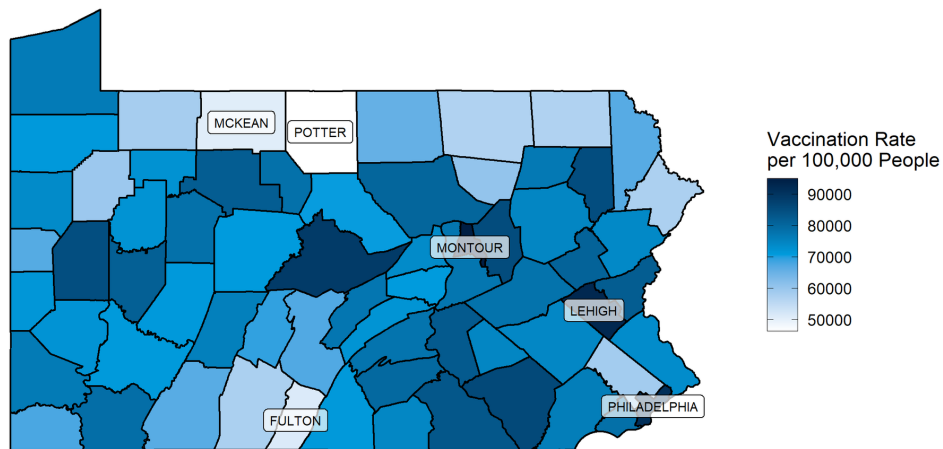 MCKEAN
POTTER
MONTOUR
LEHIGH
PHILADELPHIA
FULTON
Vaccination Rate
per 100,000 People
90000
80000
70000
60000
50000